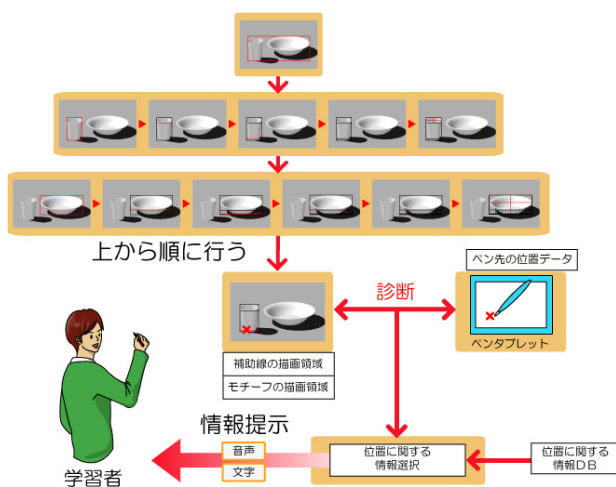 上から順に行う
ペン先の位置データ
診断
ペンタブレット
補助線の描画領域
モチーフの描画領域
情報提示
音声
文字
位置に関する
情報選択
位置に関する
情報DB
学習者